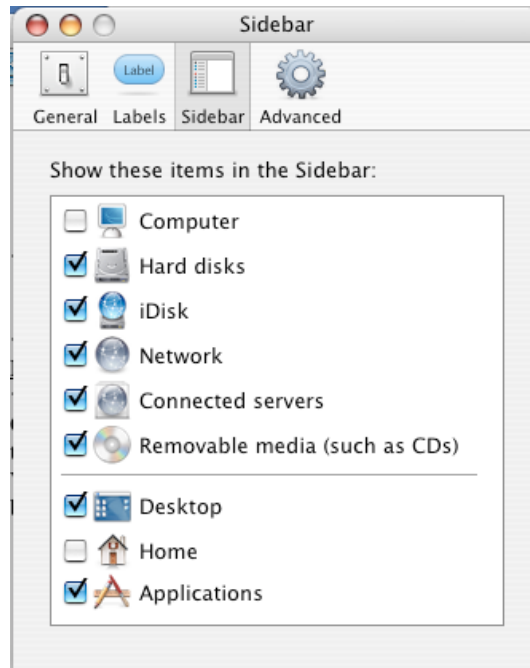 Sidebar
Label
General Labels Sidebar Advanced
Show these items in the Sidebar:
Computer
Hard disks
iDisk
Network
Connected servers
Removable media (such as CDs)
Desktop
Home
Applications